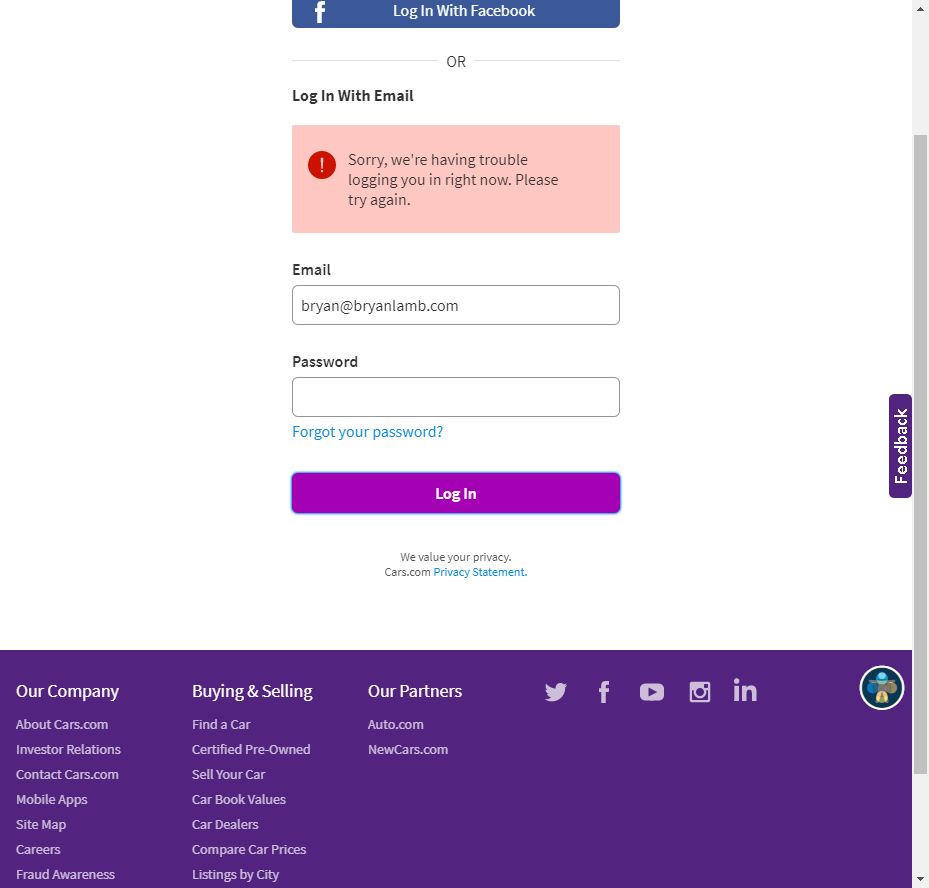 Log In With Facebook
OR
Log In With Email
Sorry, we're having trouble
logging you in right now. Please
try again.
Email
bryan@bryanlamb.com
Password
Forgot your password?
Log In
Feedback
We value your privacy.
Cars.com Privacy Statement.
Our Company
About Cars.com
Investor Relations
Contact Cars.com
Mobile Apps
Site Map
Careers
Fraud Awareness
Buying & Selling
Find a Car
Certified Pre-Owned
Sell Your Car
Car Book Values
Car Dealers
Compare Car Prices
Listings by City
Our Partners
Auto.com
NewCars.com